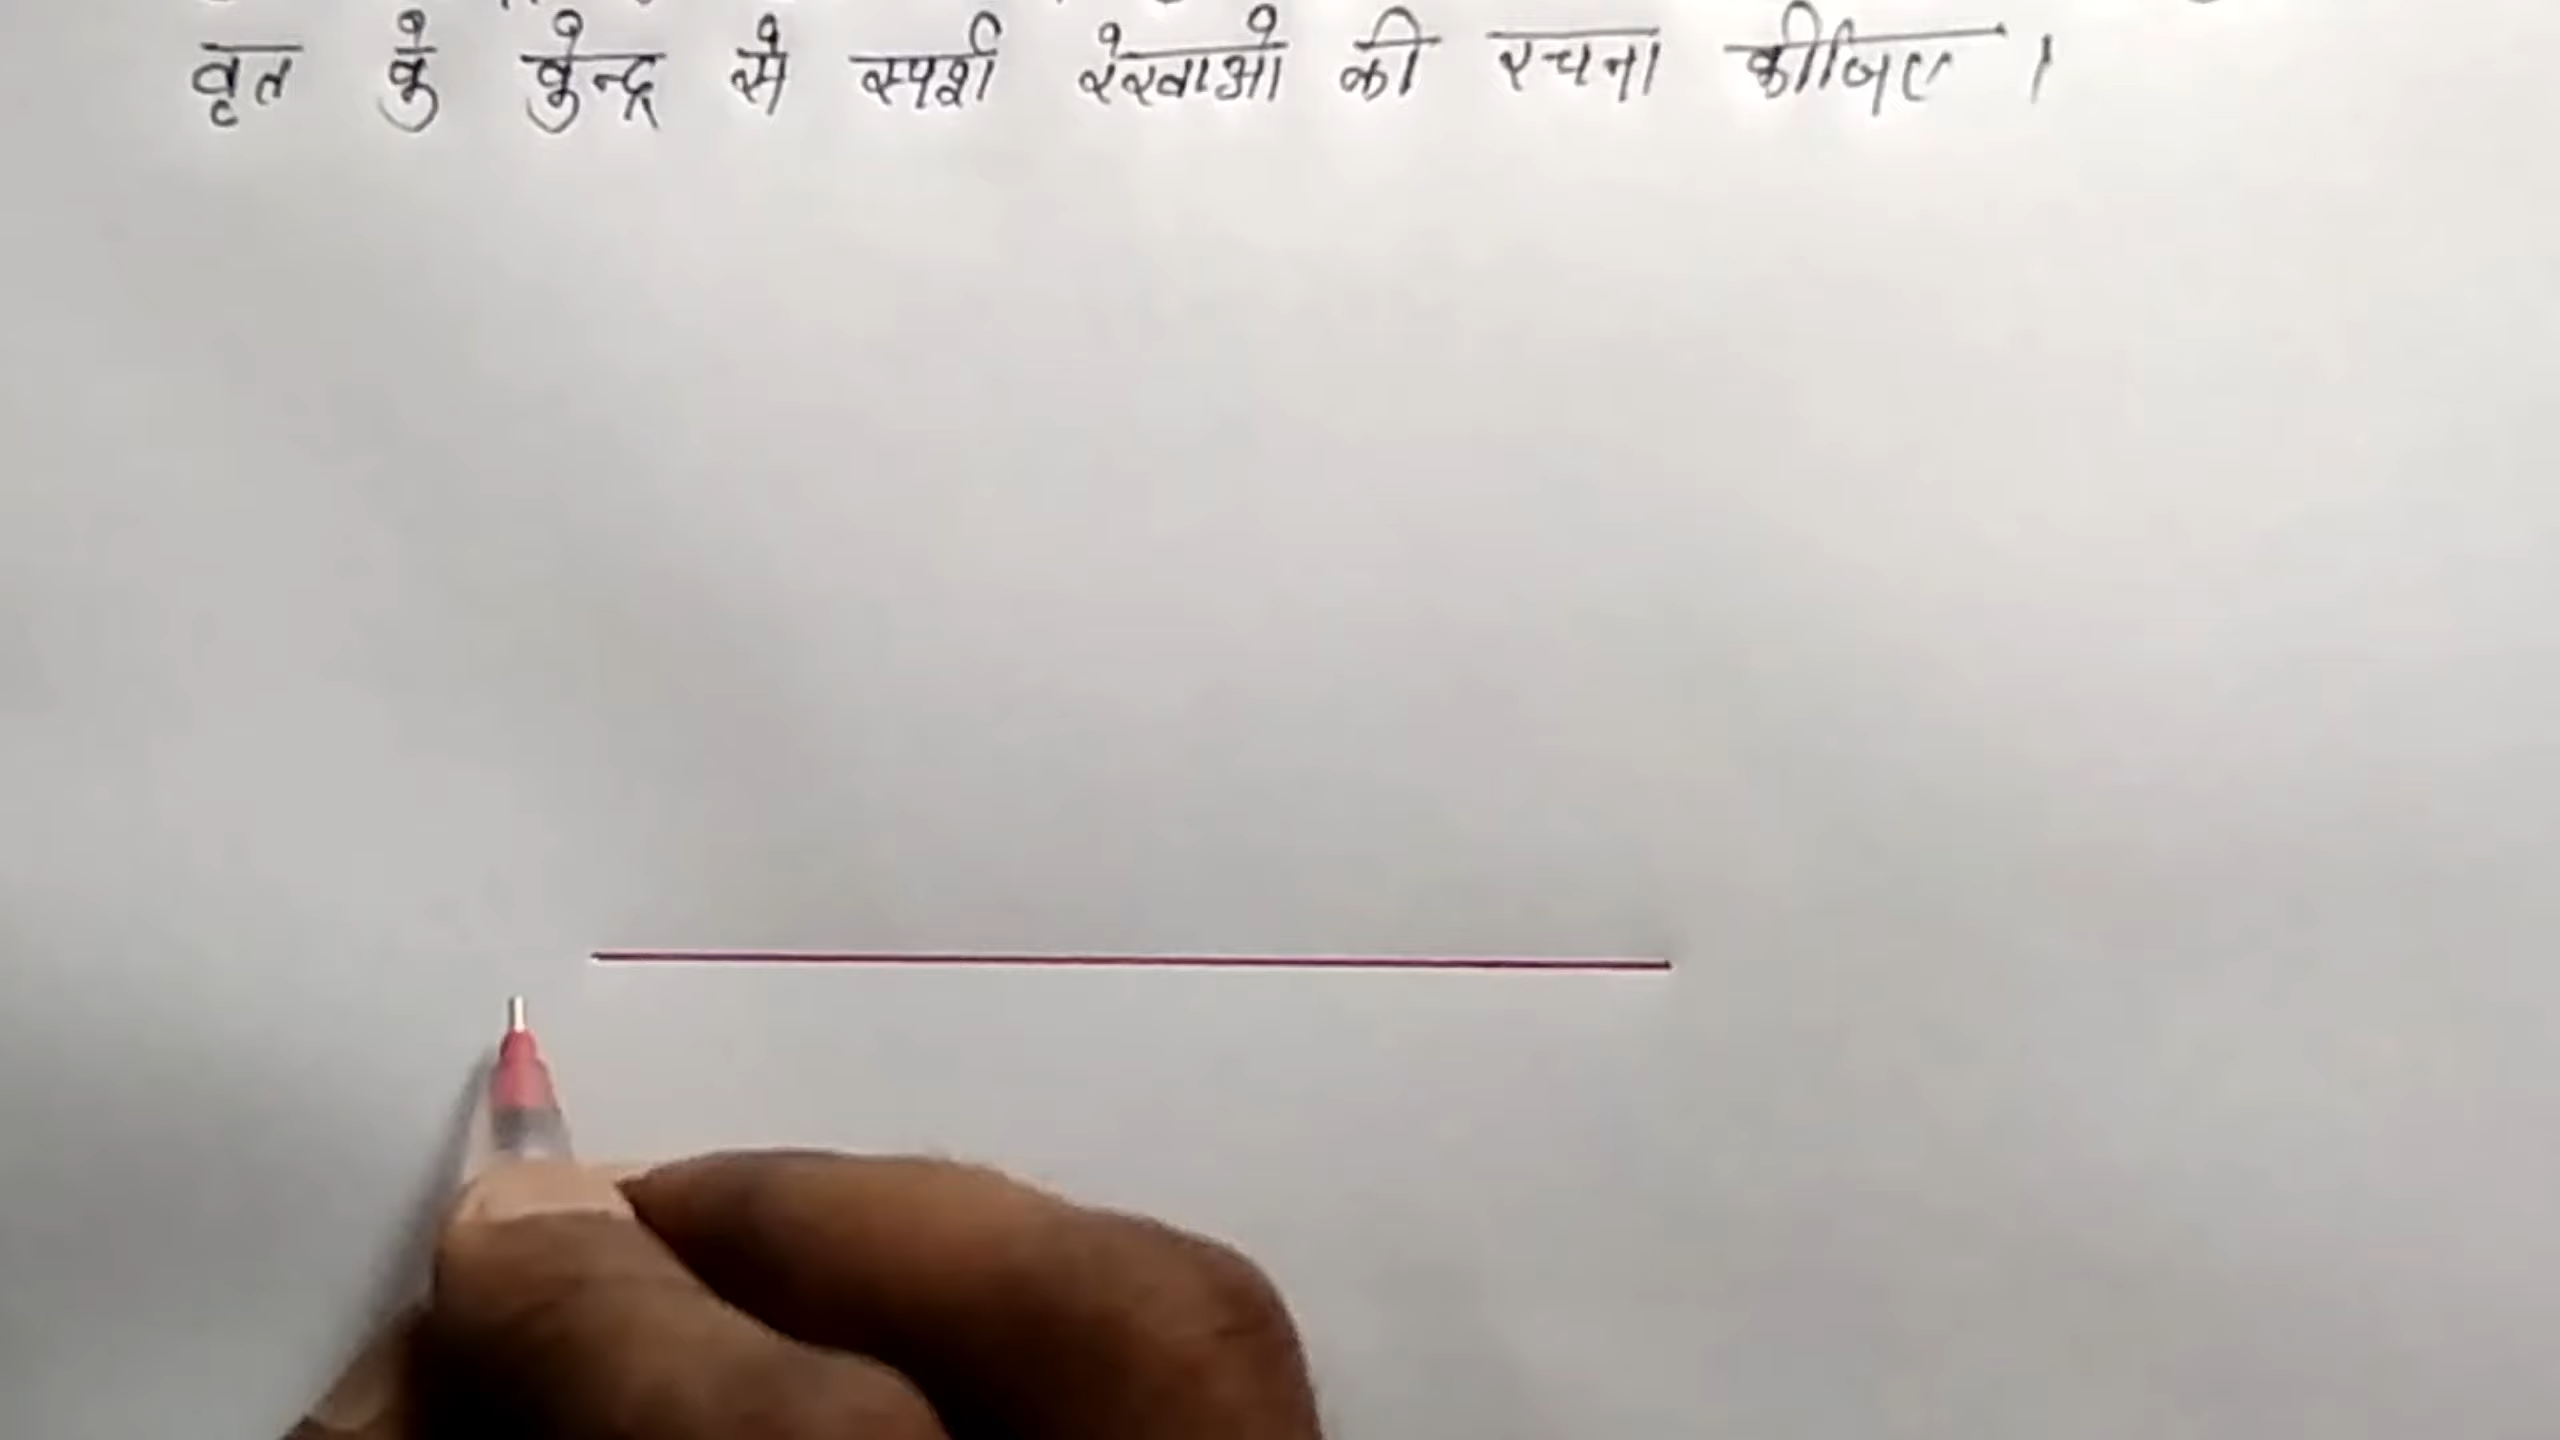 वृत के केन्द्र से स्पर्श रेखाओ की रचना कीजिए ।